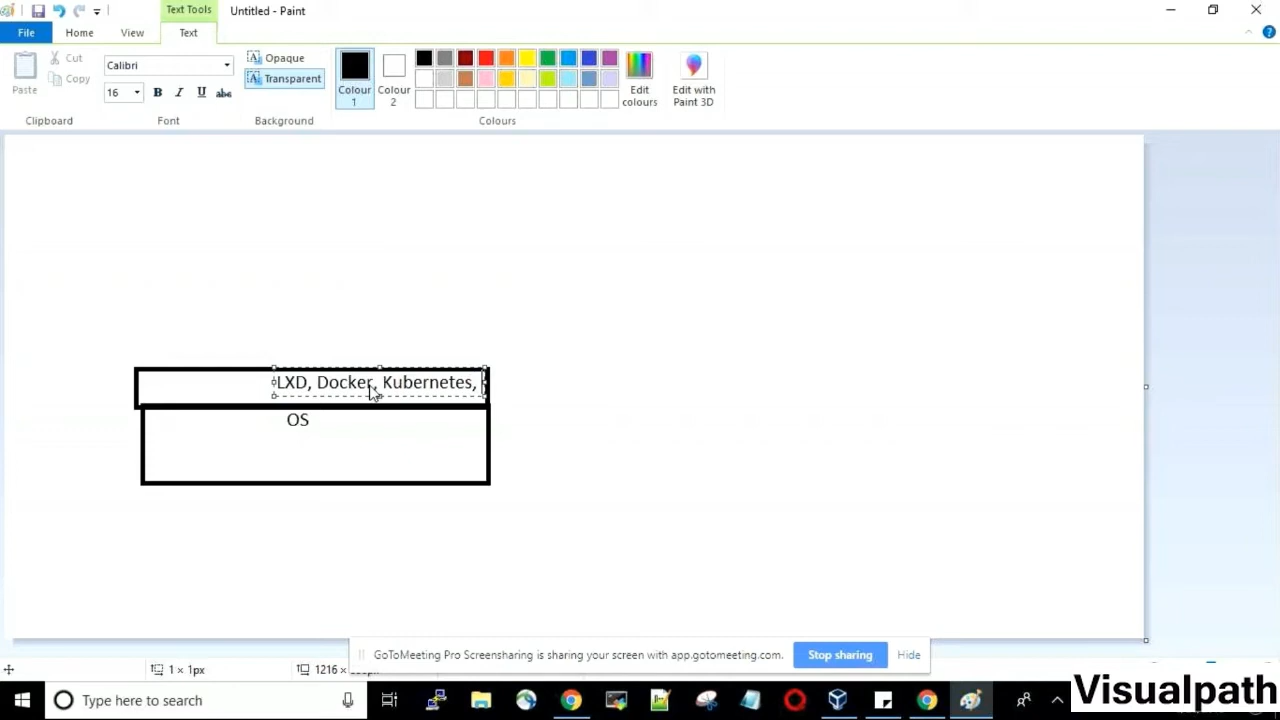 Text Tools
Untitled - Paint
File
Home
View
Text
Paste
Cut
Copy
Clipboard
Calibri
16
B I U abc
Font
Opaque
Transparent
Background
Colour 1
Colour 2
Edit colours
Edit with Paint 3D
Colours
LXD, Docker, Kubernetes,
OS
1 × 1px
1216 ×
GoToMeeting Pro Screensharing is sharing your screen with app.gotomeeting.com.
Stop sharing
Hide
Type here to search
Visualpath